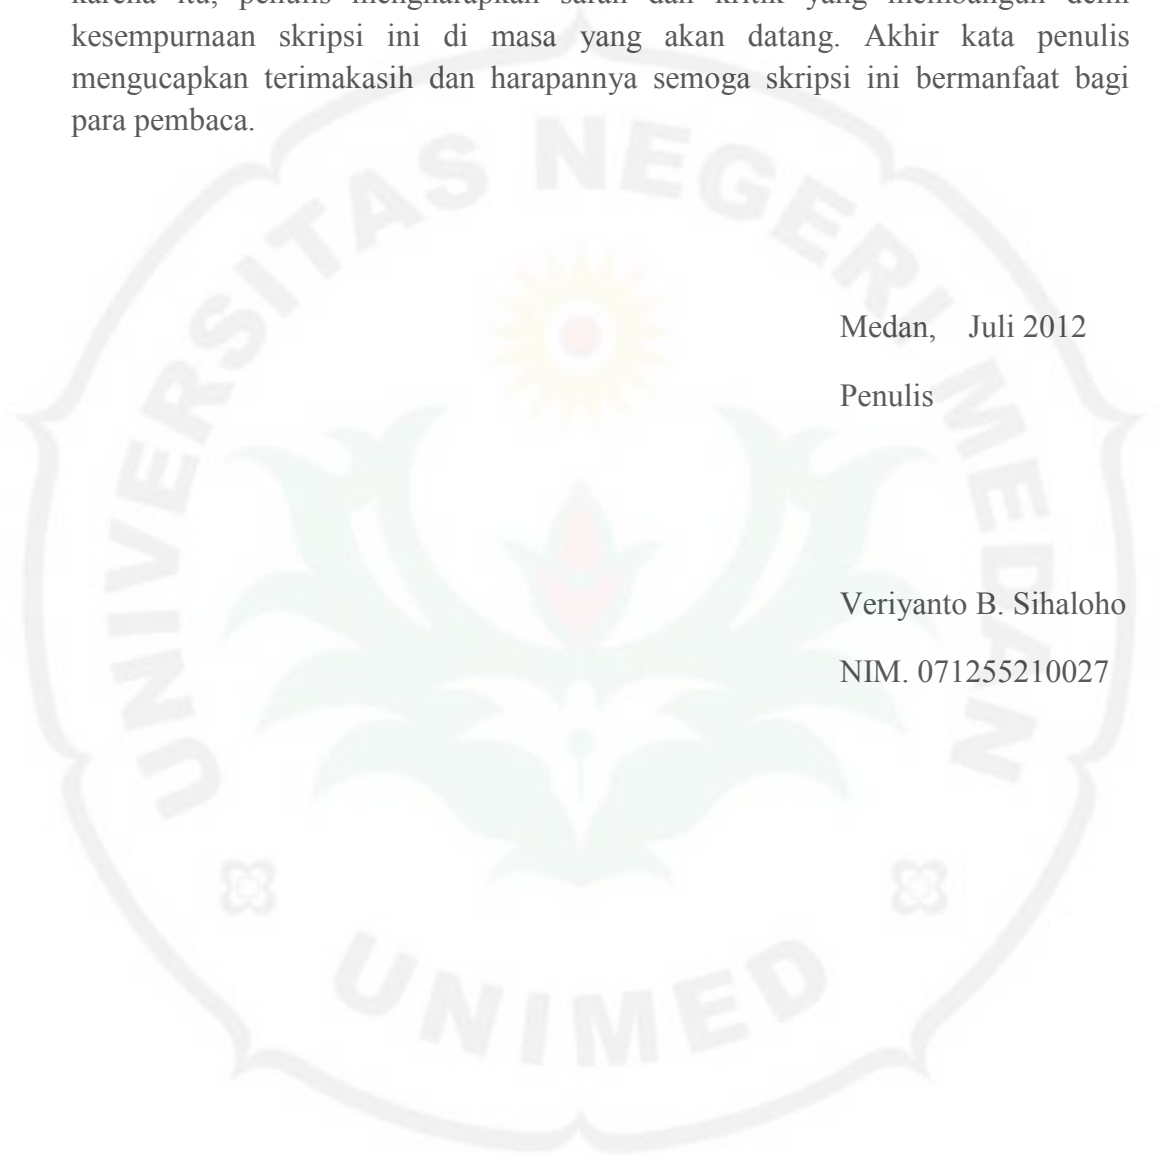 karena itu, penulis mengharapkan saran dan kritik yang membangun demi
kesempurnaan skripsi ini di masa yang akan datang. Akhir kata penulis
mengucapkan terimakasih dan harapannya semoga skripsi ini bermanfaat bagi
para pembaca.
UNIVERSITAS NEGERI MEDAN
Medan, Juli 2012
Penulis
Veriyanto B. Sihaloho
NIM. 071255210027
UNIMED